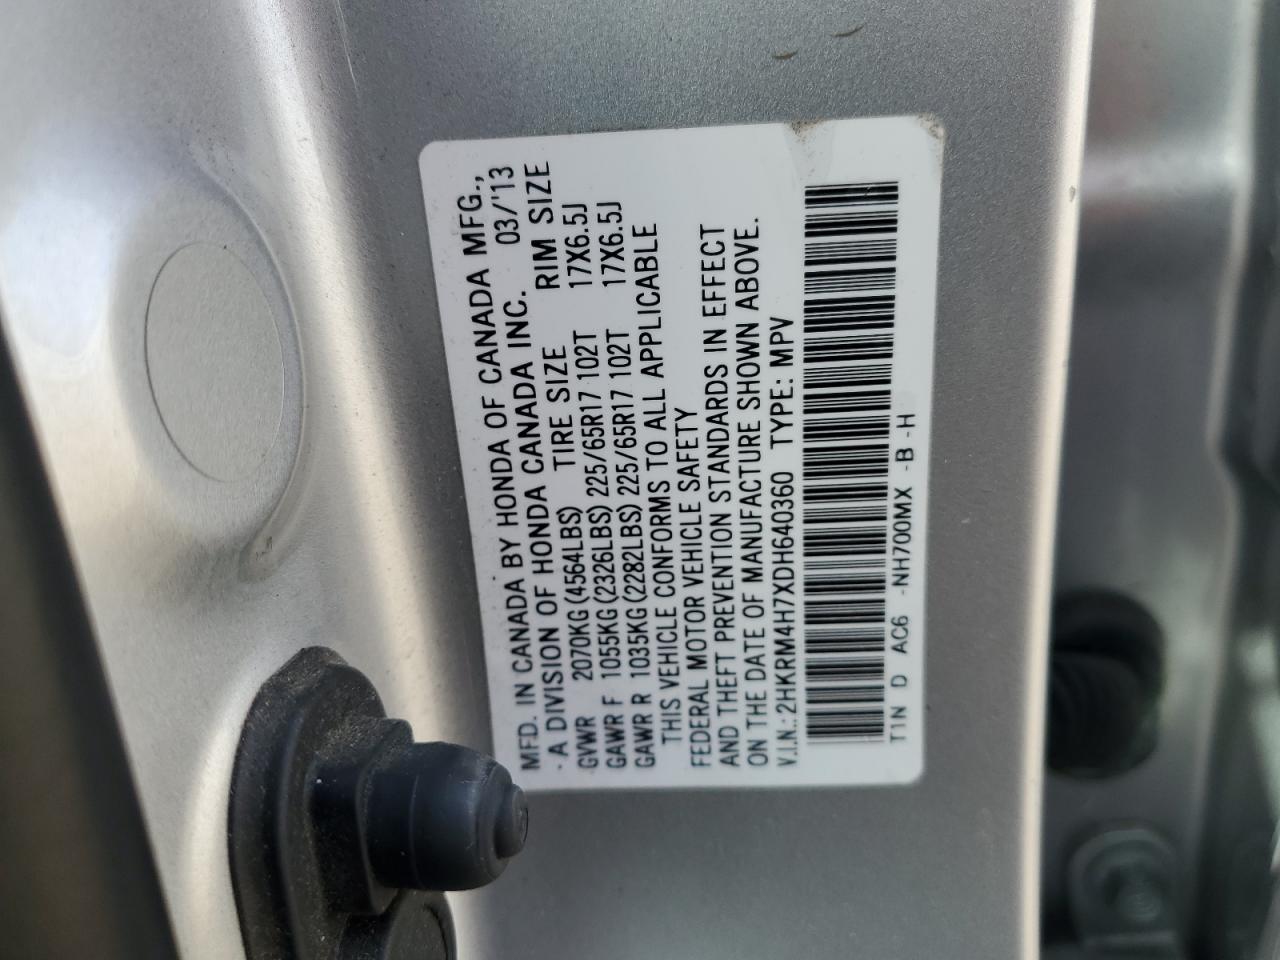 MFD. IN CANADA BY HONDA OF CANADA MFG.,
A DIVISION OF HONDA CANADA INC. 03/'13
GVWR 2070KG(4564LBS) TIRE SIZE RIM SIZE
GAWR F 1055KG(2326LBS) 225/65R17 102T 17X6.5J
GAWR R 1035KG(2282LBS) 225/65R17 102T 17X6.5J
THIS VEHICLE CONFORMS TO ALL APPLICABLE
FEDERAL MOTOR VEHICLE SAFETY
AND THEFT PREVENTION STANDARDS IN EFFECT
ON THE DATE OF MANUFACTURE SHOWN ABOVE.
V.I.N.: 2HKRM4H7XDH640360 TYPE: MPV
T1N D AC6 -NH700MX -B -H